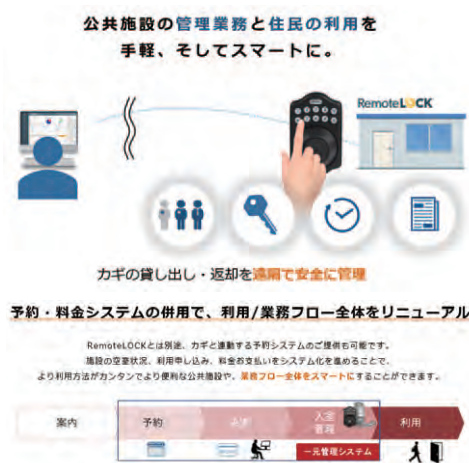 公共施設の管理業務と住民の利用を
手軽、そしてスマートに。
RemoteLOCK
カギの貸し出し・返却を遠隔で安全に管理
予約・料金システムの併用で、利用/業務フロー全体をリニューアル
RemoteLOCKとは別途、カギと連動する予約システムのご提供も可能です。
施設の空室状況、利用申し込み、料金お支払いをシステム化を進めることで、
より利用方法がカンタンでより便利な公共施設や、業務フロー全体をスマートにすることができます。
案内
予約
入金
管理
利用
一元管理システム